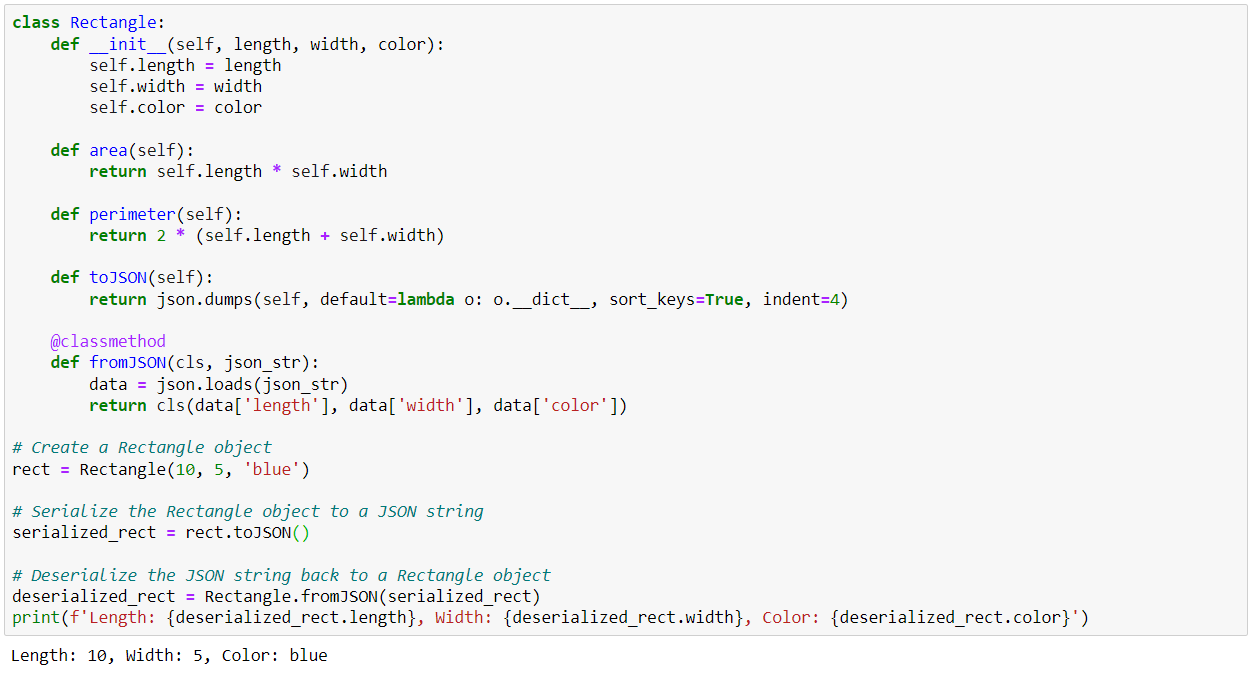 class Rectangle:
    def __init__(self, length, width, color):
        self.length = length
        self.width = width
        self.color = color

    def area(self):
        return self.length * self.width

    def perimeter(self):
        return 2 * (self.length + self.width)

    def toJSON(self):
        return json.dumps(self, default=lambda o: o.__dict__, sort_keys=True, indent=4)

    @classmethod
    def fromJSON(cls, json_str):
        data = json.loads(json_str)
        return cls(data['length'], data['width'], data['color'])

# Create a Rectangle object
rect = Rectangle(10, 5, 'blue')

# Serialize the Rectangle object to a JSON string
serialized_rect = rect.toJSON()

# Deserialize the JSON string back to a Rectangle object
deserialized_rect = Rectangle.fromJSON(serialized_rect)
print(f'Length: {deserialized_rect.length}, Width: {deserialized_rect.width}, Color: {deserialized_rect.color}')
Length: 10, Width: 5, Color: blue